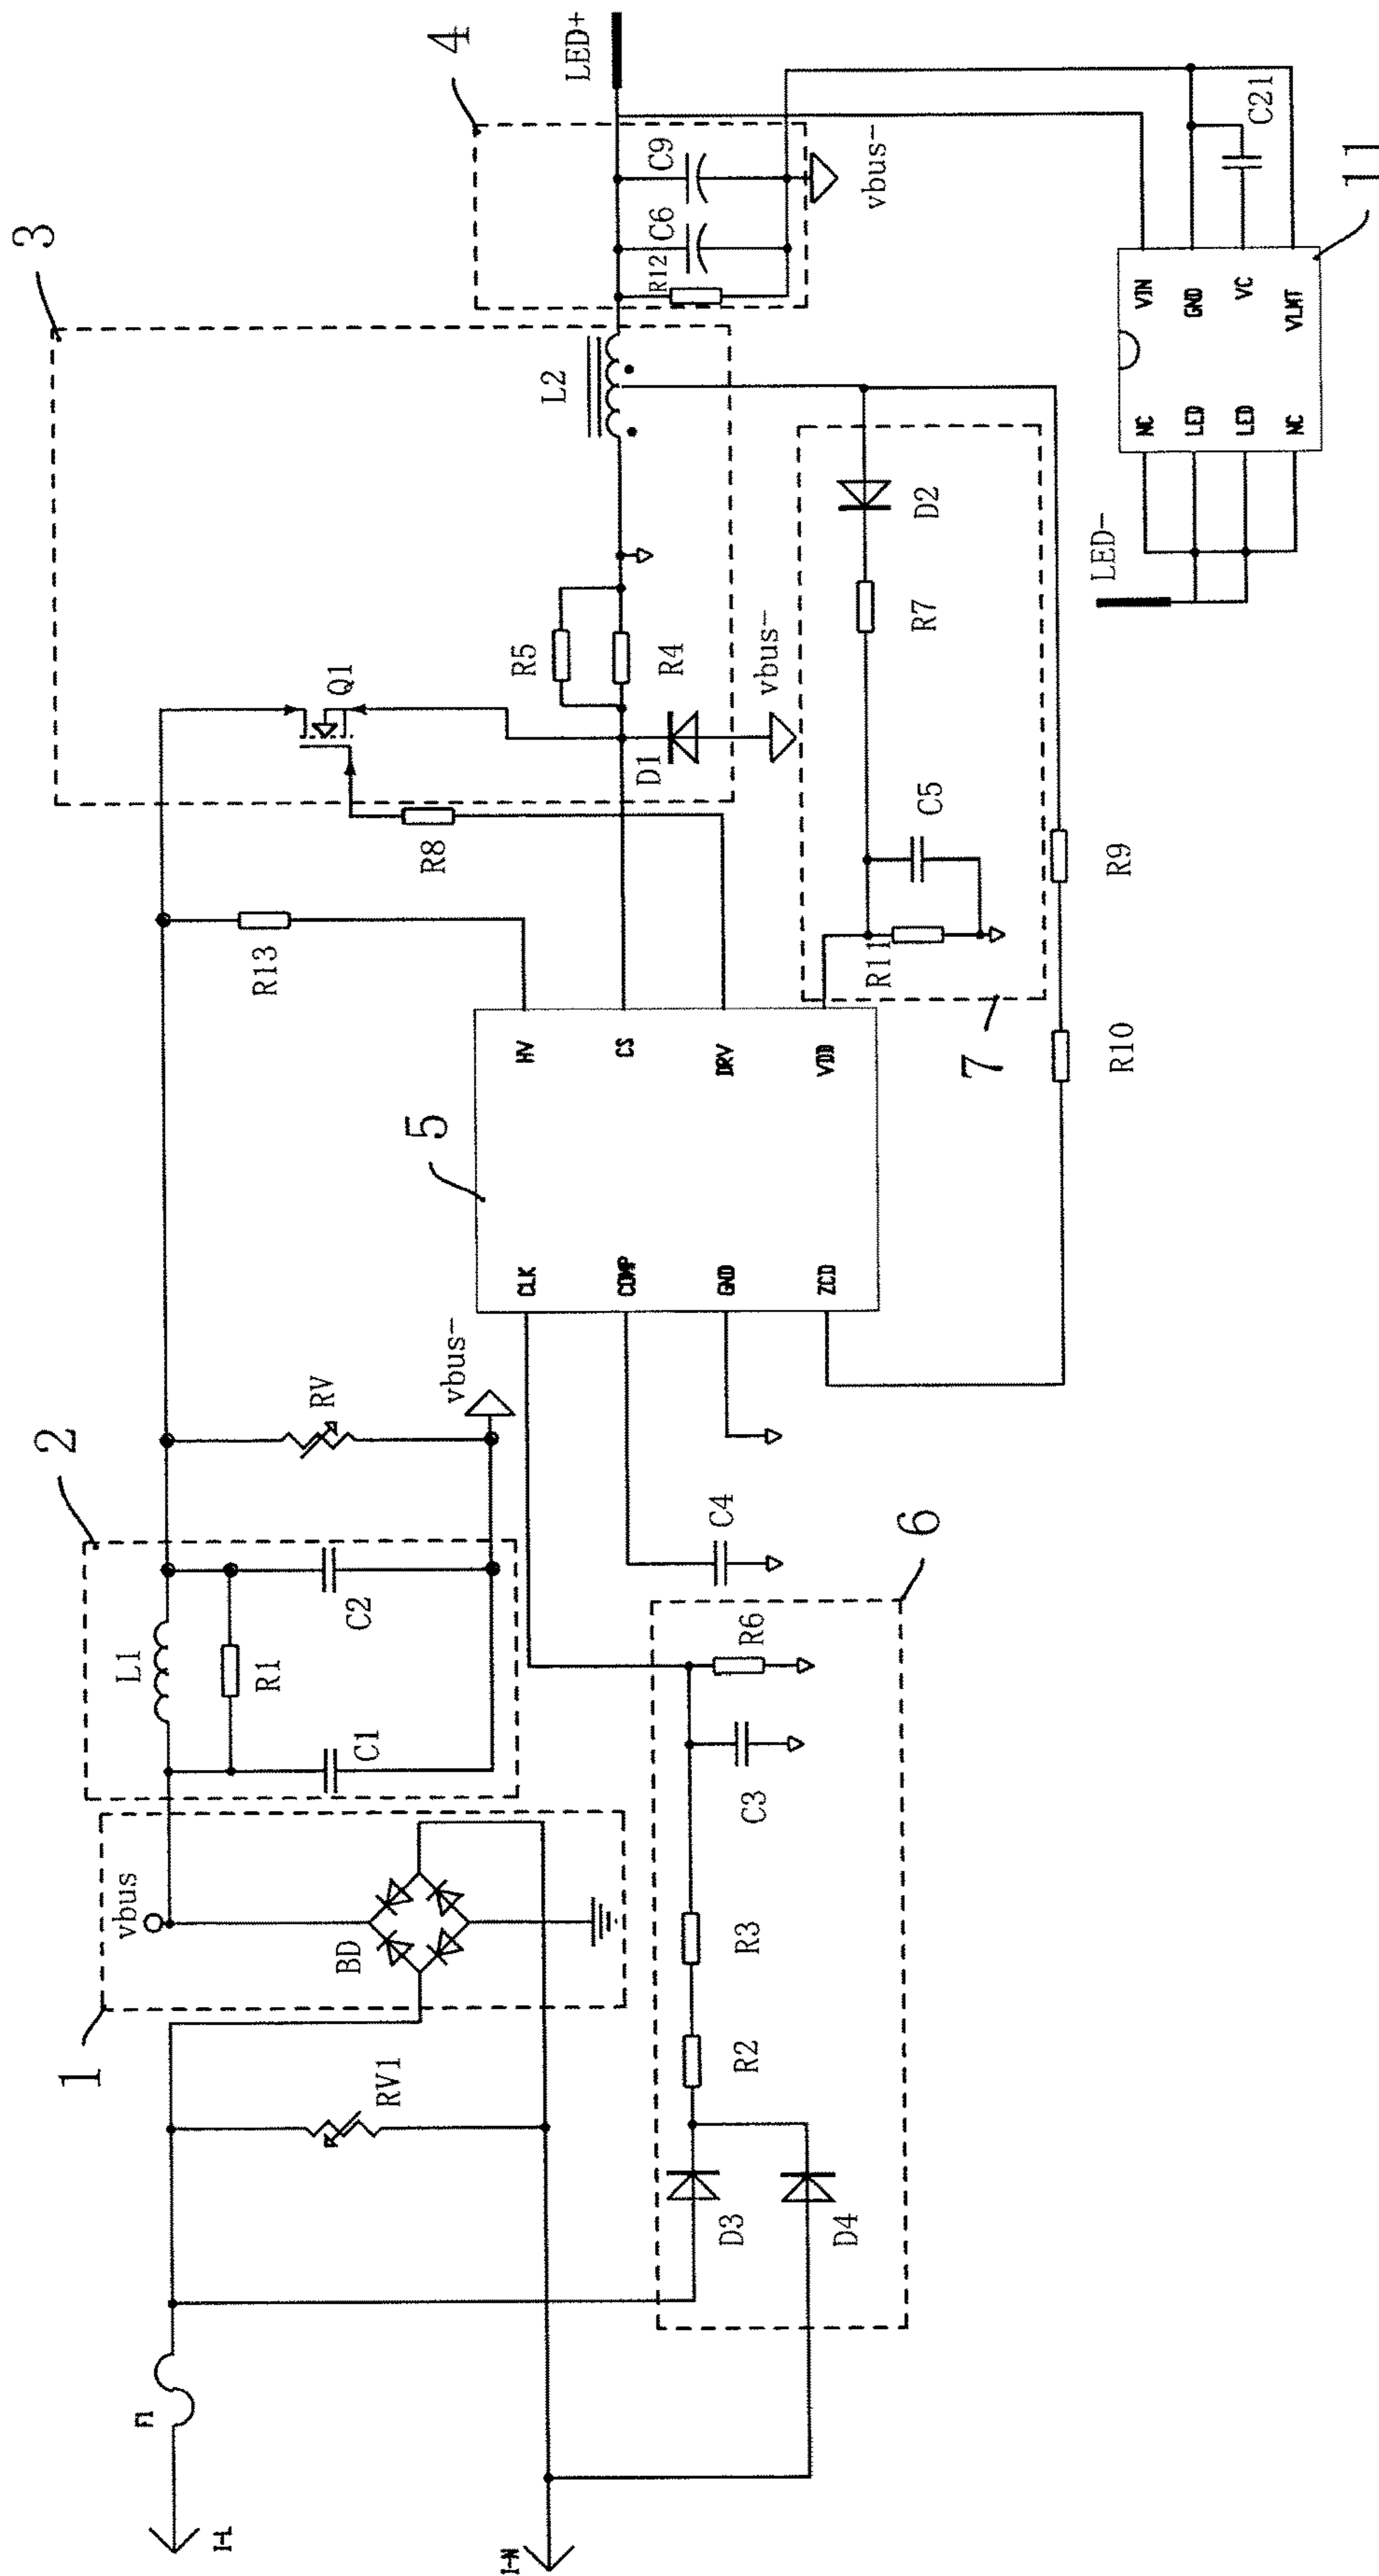 I-L
F1
I-N
RV1
1
vbus
BD
2
L1
R1
C1
C2
RV
vbus-
6
D3
D4
R2
R3
C3
R6
C4
5
CLK
COMP
GND
ZCD
HV
CS
DRV
VDD
R13
R8
3
Q1
R5
R4
D1
vbus-
L2
7
R11
C5
R7
D2
R10
R9
4
R12
C6
C9
vbus-
LED+
LED-
11
NC
LED
LED
NC
VIN
GND
VC
VLMT
C21